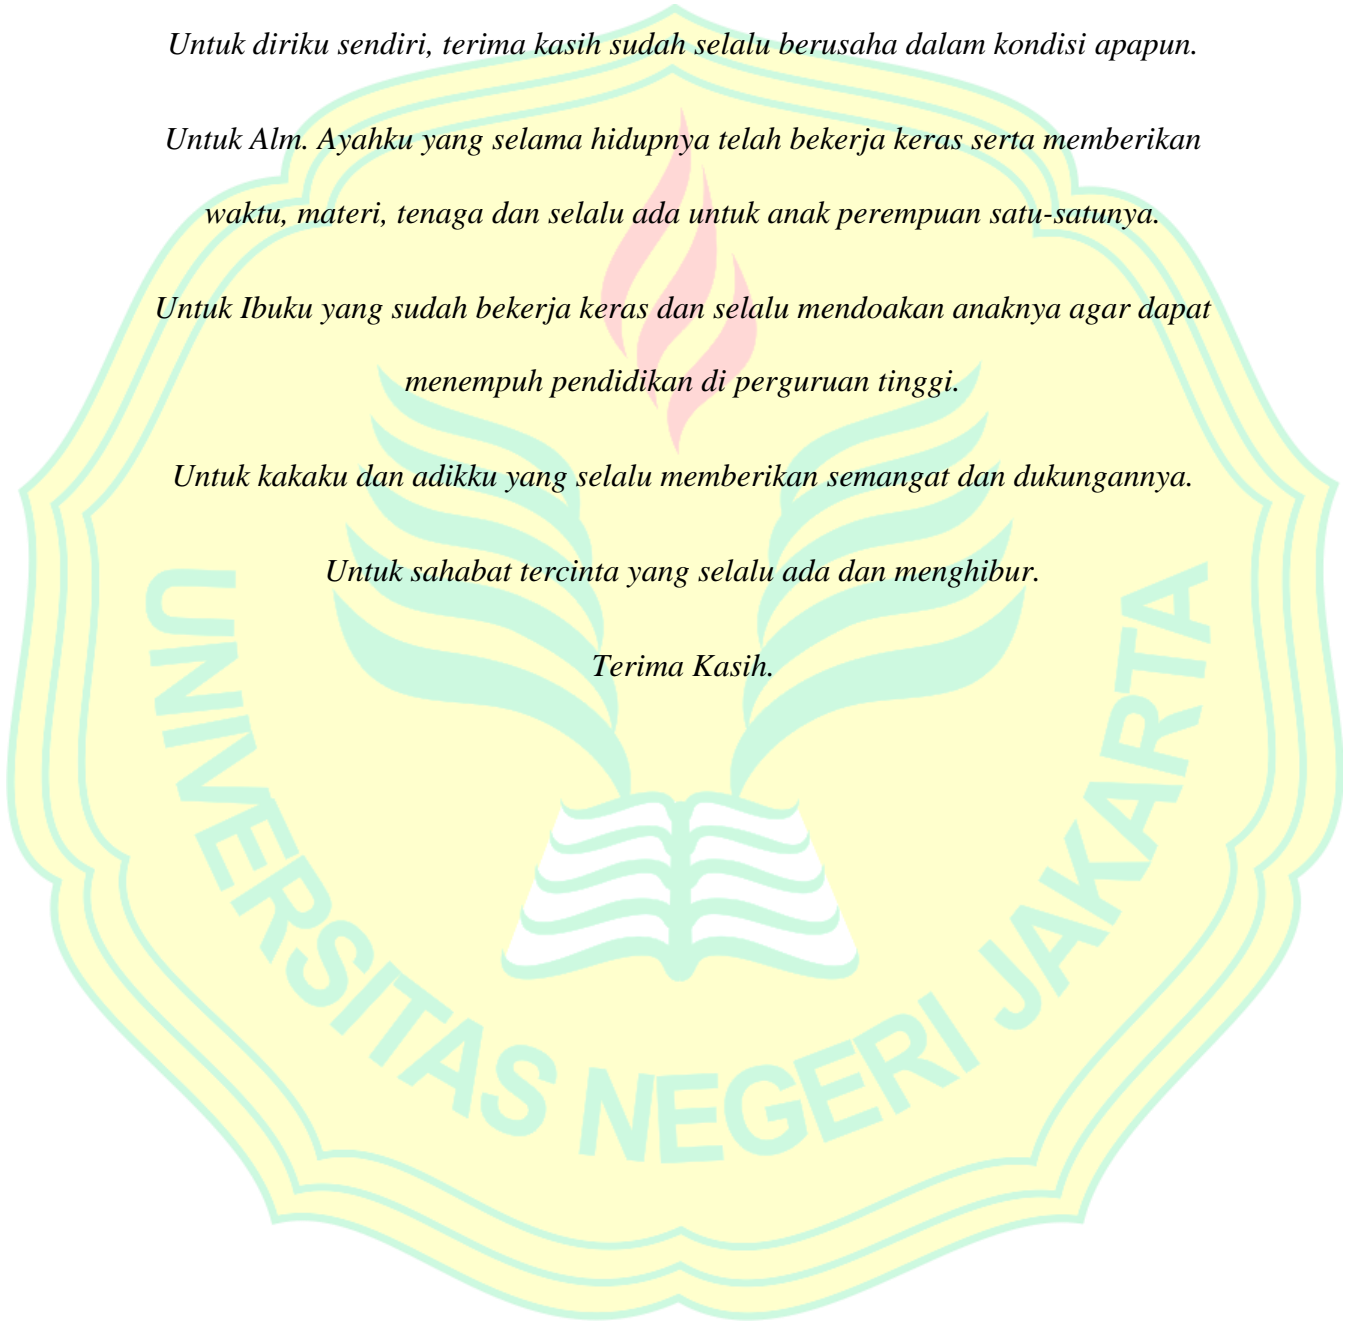 Untuk diriku sendiri, terima kasih sudah selalu berusaha dalam kondisi apapun.
Untuk Alm. Ayahku yang selama hidupnya telah bekerja keras serta memberikan
waktu, materi, tenaga dan selalu ada untuk anak perempuan satu-satunya.
Untuk Ibuku yang sudah bekerja keras dan selalu mendoakan anaknya agar dapat
menempuh pendidikan di perguruan tinggi.
Untuk kakaku dan adikku yang selalu memberikan semangat dan dukungannya.
Untuk sahabat tercinta yang selalu ada dan menghibur.
Terima Kasih.
UNIVERSITAS NEGERI JAKARTA